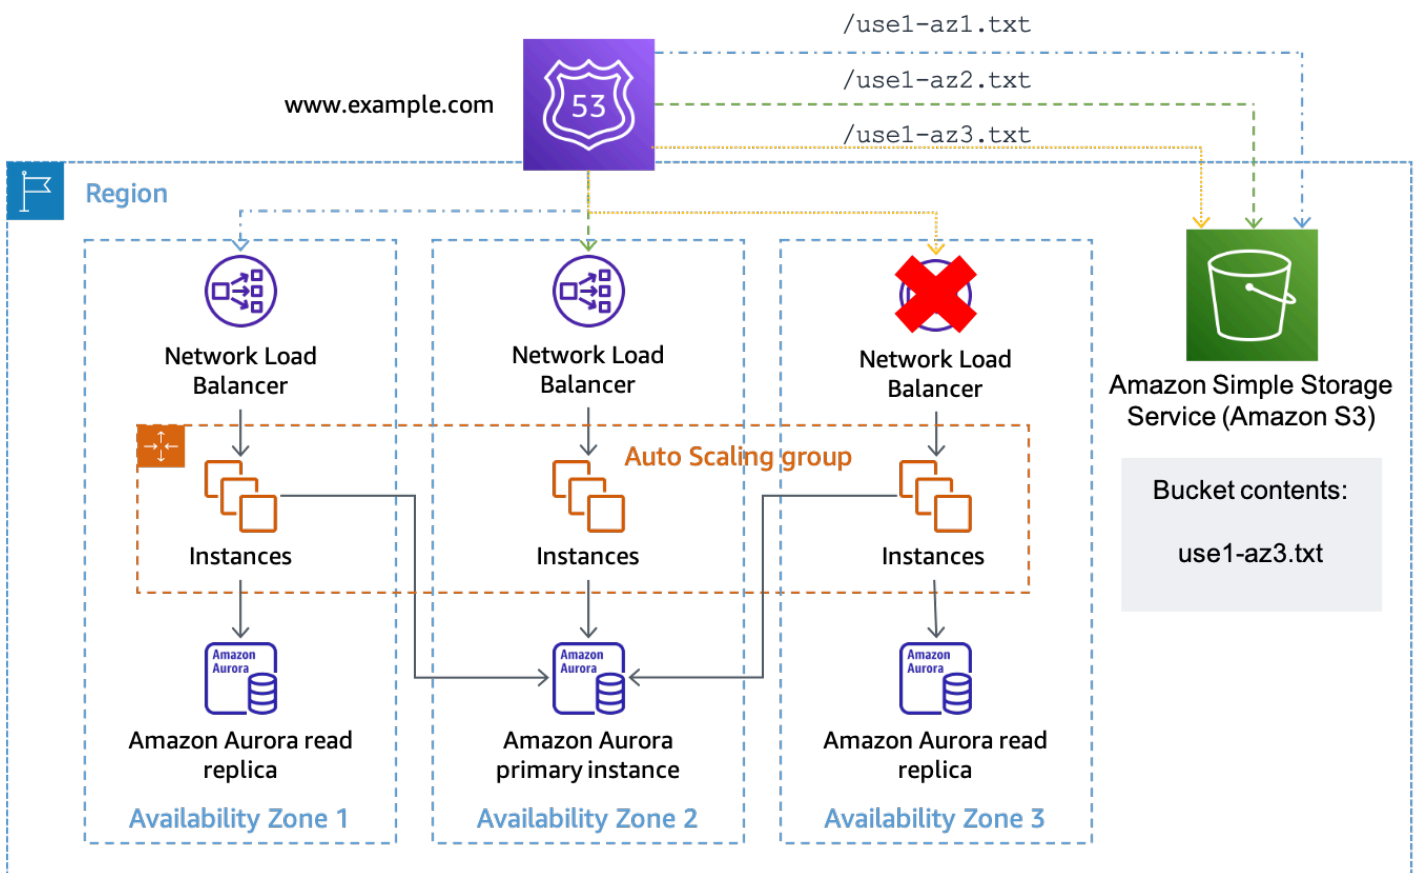 /use1-az1.txt
www.example.com
53
/use1-az2.txt
/use1-az3.txt
Region
Network Load
Balancer
Network Load
Balancer
Network Load
Balancer
Amazon Simple Storage
Service (Amazon S3)
Auto Scaling group
Bucket contents:
use1-az3.txt
Instances
Instances
Instances
Amazon
Aurora
Amazon
Aurora
Amazon
Aurora
Amazon Aurora read
replica
Amazon Aurora
primary instance
Amazon Aurora read
replica
Availability Zone 1
Availability Zone 2
Availability Zone 3